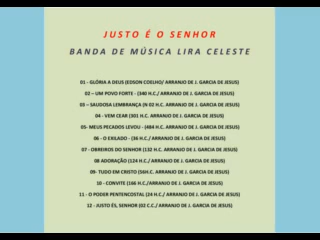 JUSTO É O SENHOR
BANDA DE MÚSICA LIRA CELESTE
01 - GLÓRIA A DEUS (EDSON COELHO/ ARRANJO DE J. GARCIA DE JESUS)
02 – UM POVO FORTE - (340 H.C./ ARRANJO DE J. GARCIA DE JESUS)
03 – SAUDOSA LEMBRANÇA (N 02 H.C. ARRANJO DE J. GARCIA DE JESUS)
04 - VEM CEAR (301 H.C. ARRANJO DE J. GARCIA DE JESUS)
05- MEUS PECADOS LEVOU - (484 H.C. ARRANJO DE J. GARCIA DE JESUS)
06 - O EXILADO - (36 H.C./ ARRANJO DE J. GARCIA DE JESUS)
07 - OBREIROS DO SENHOR (132 H.C. ARRANJO DE J. GARCIA DE JESUS)
08 ADORAÇÃO (124 H.C./ ARRANJO DE J. GARCIA DE JESUS)
09- TUDO EM CRISTO (56H.C. ARRANJO DE J. GARCIA DE JESUS)
10 - CONVITE (166 H.C./ARRANJO DE J. GARCIA DE JESUS)
11 - O PODER PENTENCOSTAL (24 H.C./ ARRANJO DE J. GARCIA DE JESUS)
12 - JUSTO ÉS, SENHOR (02 C.C./ ARRANJO DE J. GARCIA DE JESUS)